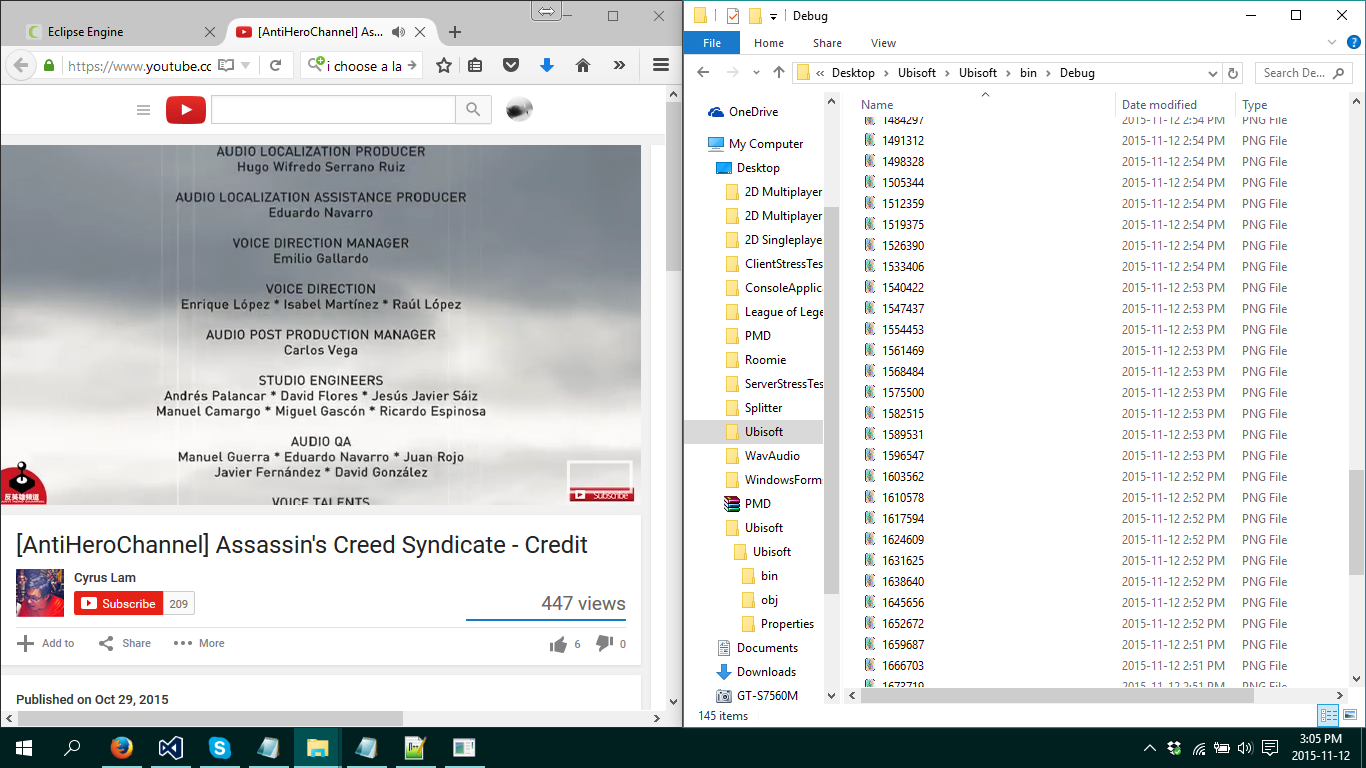 Eclipse Engine
[AntiHeroChannel] As...
https://www.youtube.co
i choose a la
AUDIO LOCALIZATION PRODUCER
Hugo Wifredo Serrano Ruiz
AUDIO LOCALIZATION ASSISTANCE PRODUCER
Eduardo Navarro
VOICE DIRECTION MANAGER
Emilio Gallardo
VOICE DIRECTION
Enrique López * Isabel Martínez * Raúl López
AUDIO POST PRODUCTION MANAGER
Carlos Vega
STUDIO ENGINEERS
Andrés Palancar * David Flores * Jesús Javier Sáiz
Manuel Camargo * Miguel Gascón * Ricardo Espinosa
AUDIO QA
Manuel Guerra * Eduardo Navarro * Juan Rojo
Javier Fernández * David González
VOICE TALENTS
反英雄頻道
Subscribe
[AntiHeroChannel] Assassin's Creed Syndicate - Credit
Cyrus Lam
Subscribe 209
447 views
Add to Share More 6 0
Published on Oct 29, 2015
Debug
File Home Share View
« Desktop Ubisoft Ubisoft bin Debug
Search De...
OneDrive
My Computer
Desktop
2D Multiplayer
2D Multiplayer
2D Singleplaye
ClientStressTes
ConsoleApplica
League of Lege
PMD
Roomie
ServerStressTes
Splitter
Ubisoft
WavAudio
WindowsForm
PMD
Ubisoft
Ubisoft
bin
obj
Properties
Documents
Downloads
GT-S7560M
Name Date modified Type
1484297 2015-11-12 2:54 PM PNG File
1491312 2015-11-12 2:54 PM PNG File
1498328 2015-11-12 2:54 PM PNG File
1505344 2015-11-12 2:54 PM PNG File
1512359 2015-11-12 2:54 PM PNG File
1519375 2015-11-12 2:54 PM PNG File
1526390 2015-11-12 2:54 PM PNG File
1533406 2015-11-12 2:54 PM PNG File
1540422 2015-11-12 2:53 PM PNG File
1547437 2015-11-12 2:53 PM PNG File
1554453 2015-11-12 2:53 PM PNG File
1561469 2015-11-12 2:53 PM PNG File
1568484 2015-11-12 2:53 PM PNG File
1575500 2015-11-12 2:53 PM PNG File
1582515 2015-11-12 2:53 PM PNG File
1589531 2015-11-12 2:53 PM PNG File
1596547 2015-11-12 2:53 PM PNG File
1603562 2015-11-12 2:52 PM PNG File
1610578 2015-11-12 2:52 PM PNG File
1617594 2015-11-12 2:52 PM PNG File
1624609 2015-11-12 2:52 PM PNG File
1631625 2015-11-12 2:52 PM PNG File
1638640 2015-11-12 2:52 PM PNG File
1645656 2015-11-12 2:52 PM PNG File
1652672 2015-11-12 2:52 PM PNG File
1659687 2015-11-12 2:51 PM PNG File
1666703 2015-11-12 2:51 PM PNG File
1673719 2015-11-12 2:51 PM PNG File
145 items
3:05 PM
2015-11-12